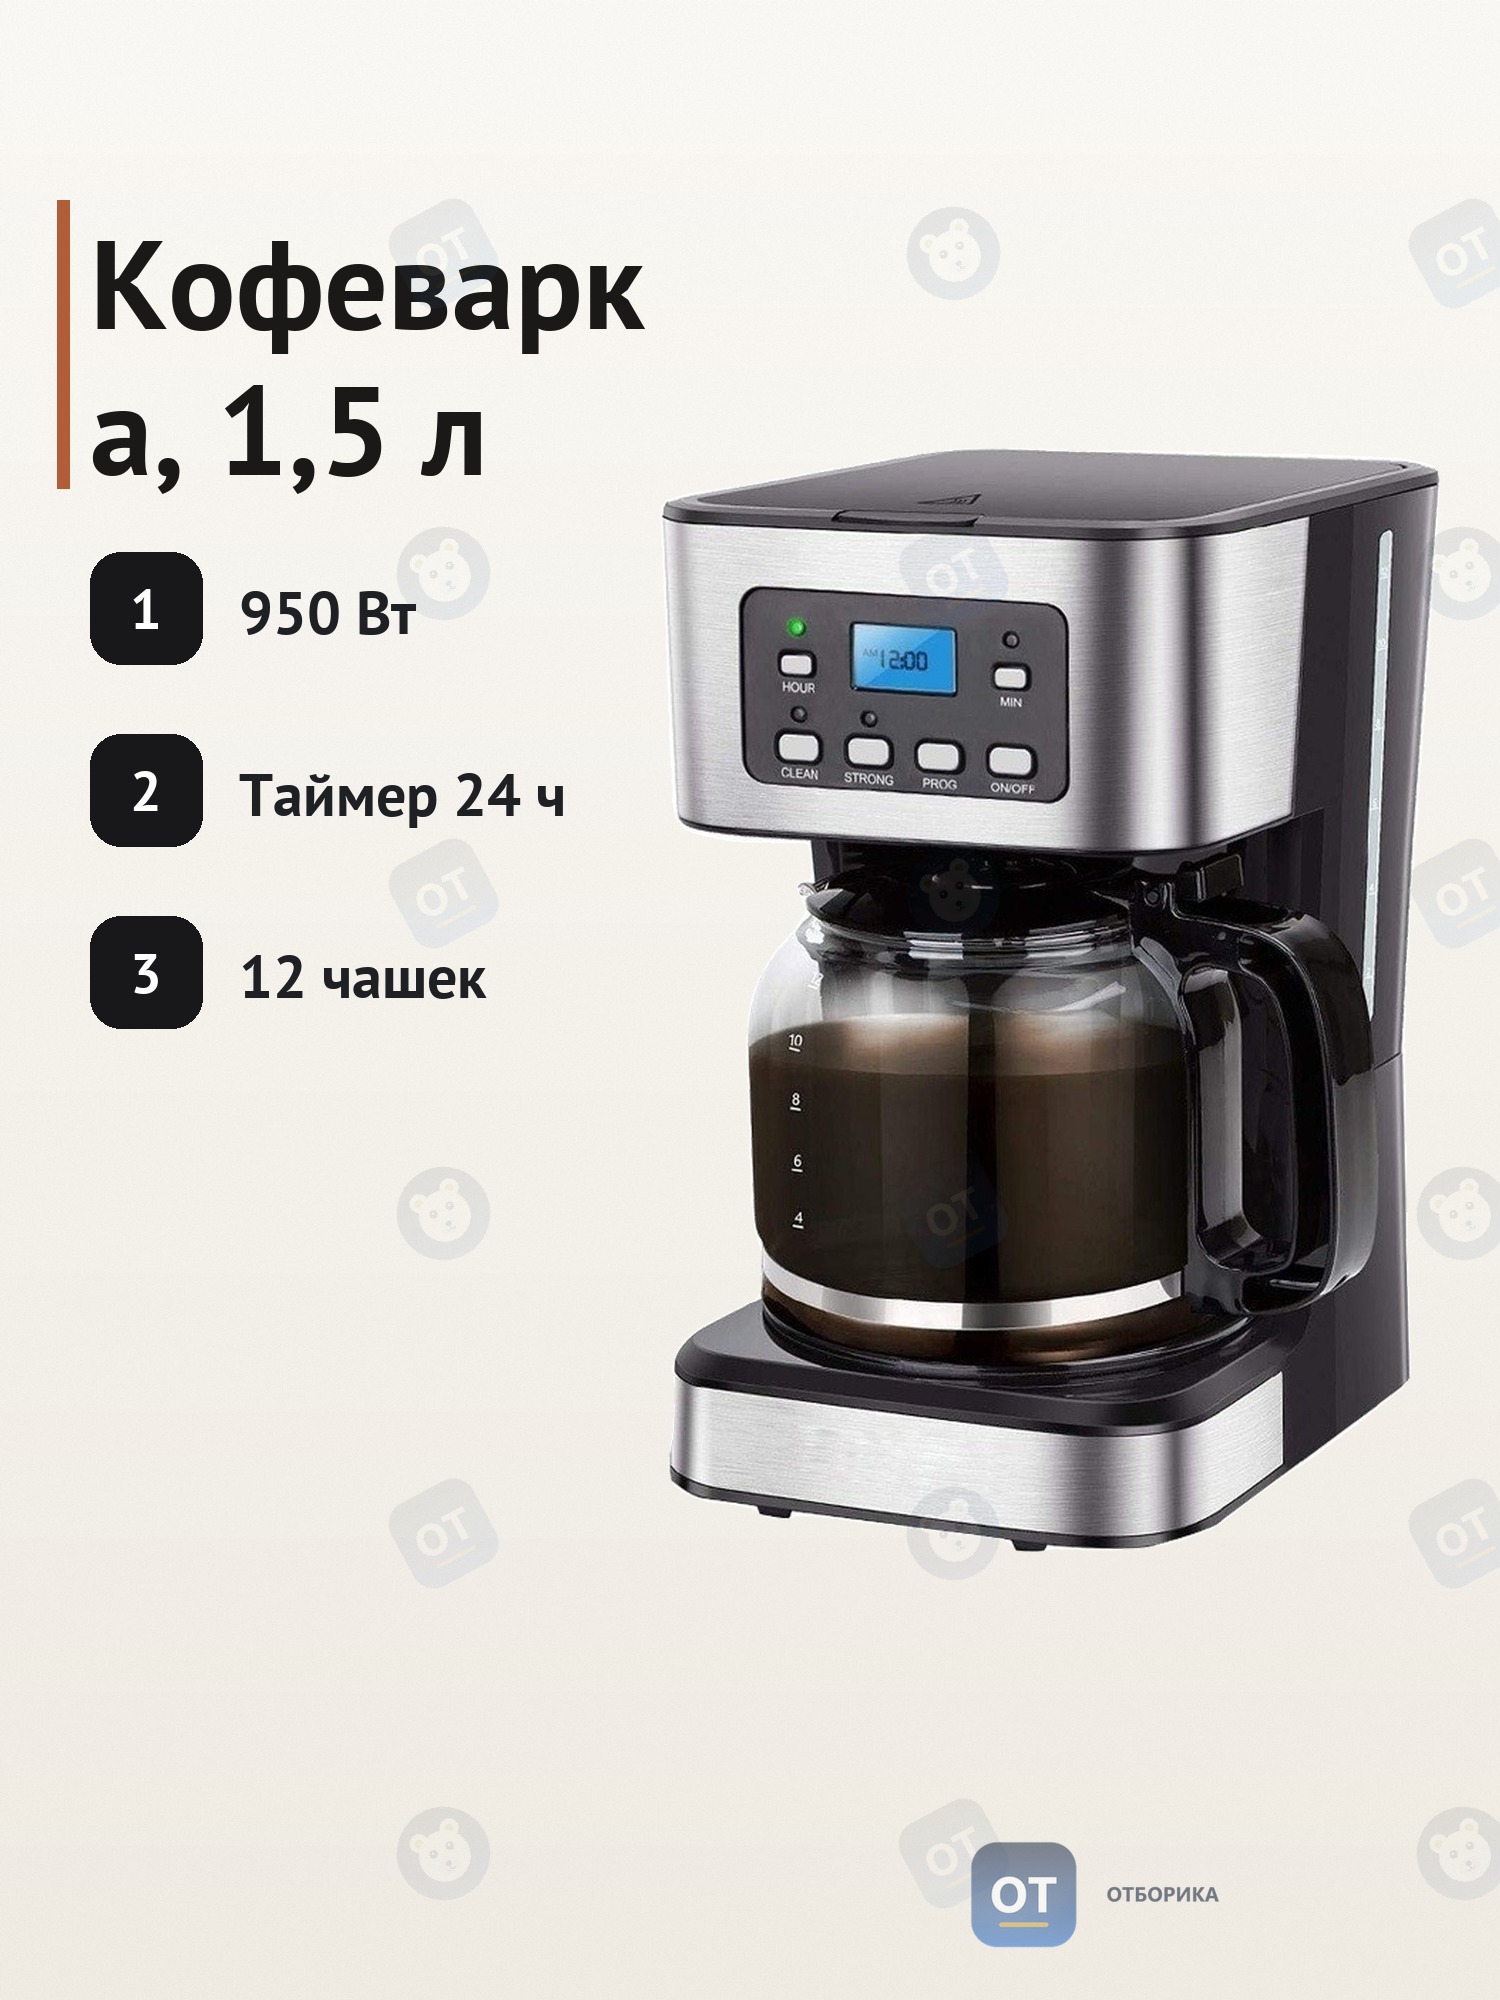 Кофеварк
а, 1,5 л
1 950 Вт
2 Таймер 24 ч
3 12 чашек
AM 12:00
HOUR
MIN
CLEAN STRONG PROG ON/OFF
12
10
8
6
4
ОТ ОТБОРИКА